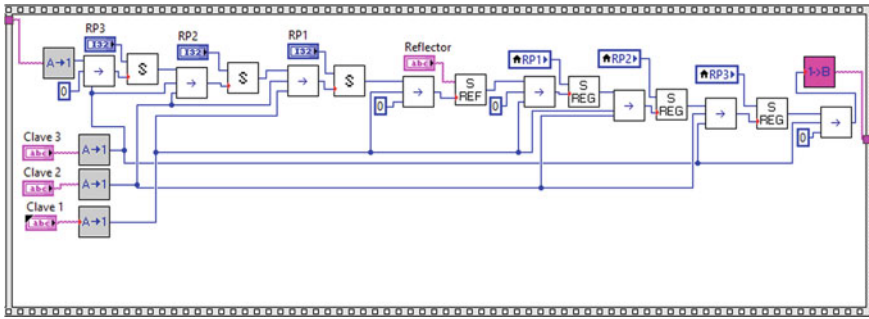 RP3
I32
RP2
I32
RP1
I32
Reflector
abc
RP1
RP2
RP3
A→1
→
S
→
S
→
S
→
S REF
→
S REG
→
S REG
→
S REG
→
1->B
0
0
0
0
Clave 3
abc
A→1
Clave 2
abc
A→1
Clave 1
abc
A→1